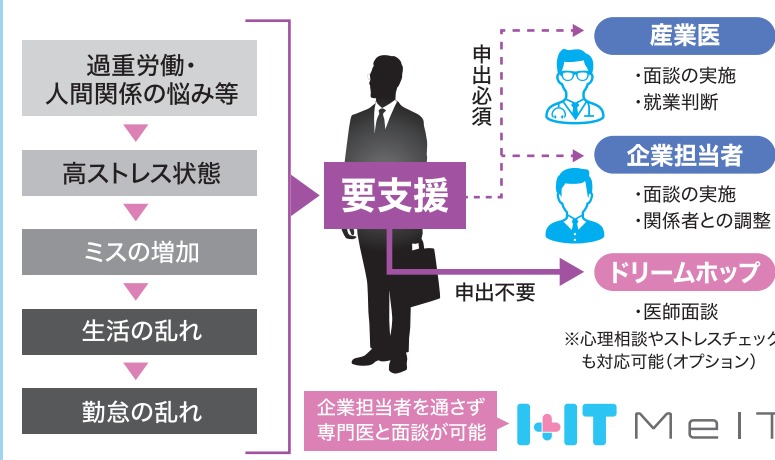 過重労働・
人間関係の悩み等
高ストレス状態
ミスの増加
生活の乱れ
勤怠の乱れ
要支援
申出必須
産業医
・面談の実施
・就業判断
企業担当者
・面談の実施
・関係者との調整
申出不要
ドリームホップ
・医師面談
※心理相談やストレスチェック
も対応可能(オプション)
企業担当者を通さず
専門医と面談が可能
MeIT